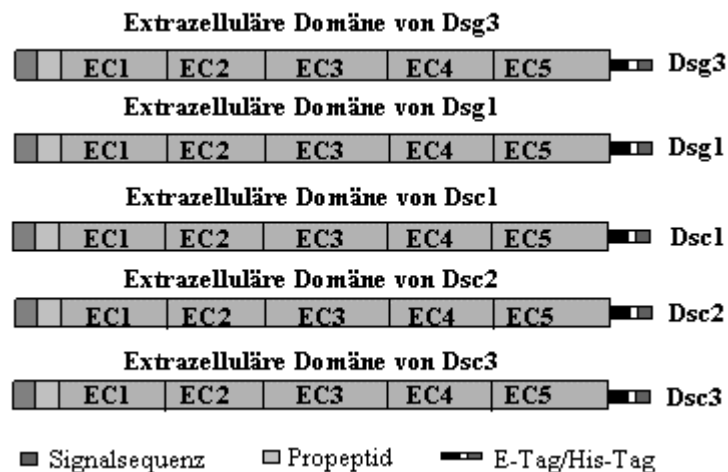 Extrazelluläre Domäne von Dsg3
EC1 EC2 EC3 EC4 EC5 Dsg3
Extrazelluläre Domäne von Dsg1
EC1 EC2 EC3 EC4 EC5 Dsg1
Extrazelluläre Domäne von Dsc1
EC1 EC2 EC3 EC4 EC5 Dsc1
Extrazelluläre Domäne von Dsc2
EC1 EC2 EC3 EC4 EC5 Dsc2
Extrazelluläre Domäne von Dsc3
EC1 EC2 EC3 EC4 EC5 Dsc3
Signalsequenz Propeptid E-Tag/His-Tag